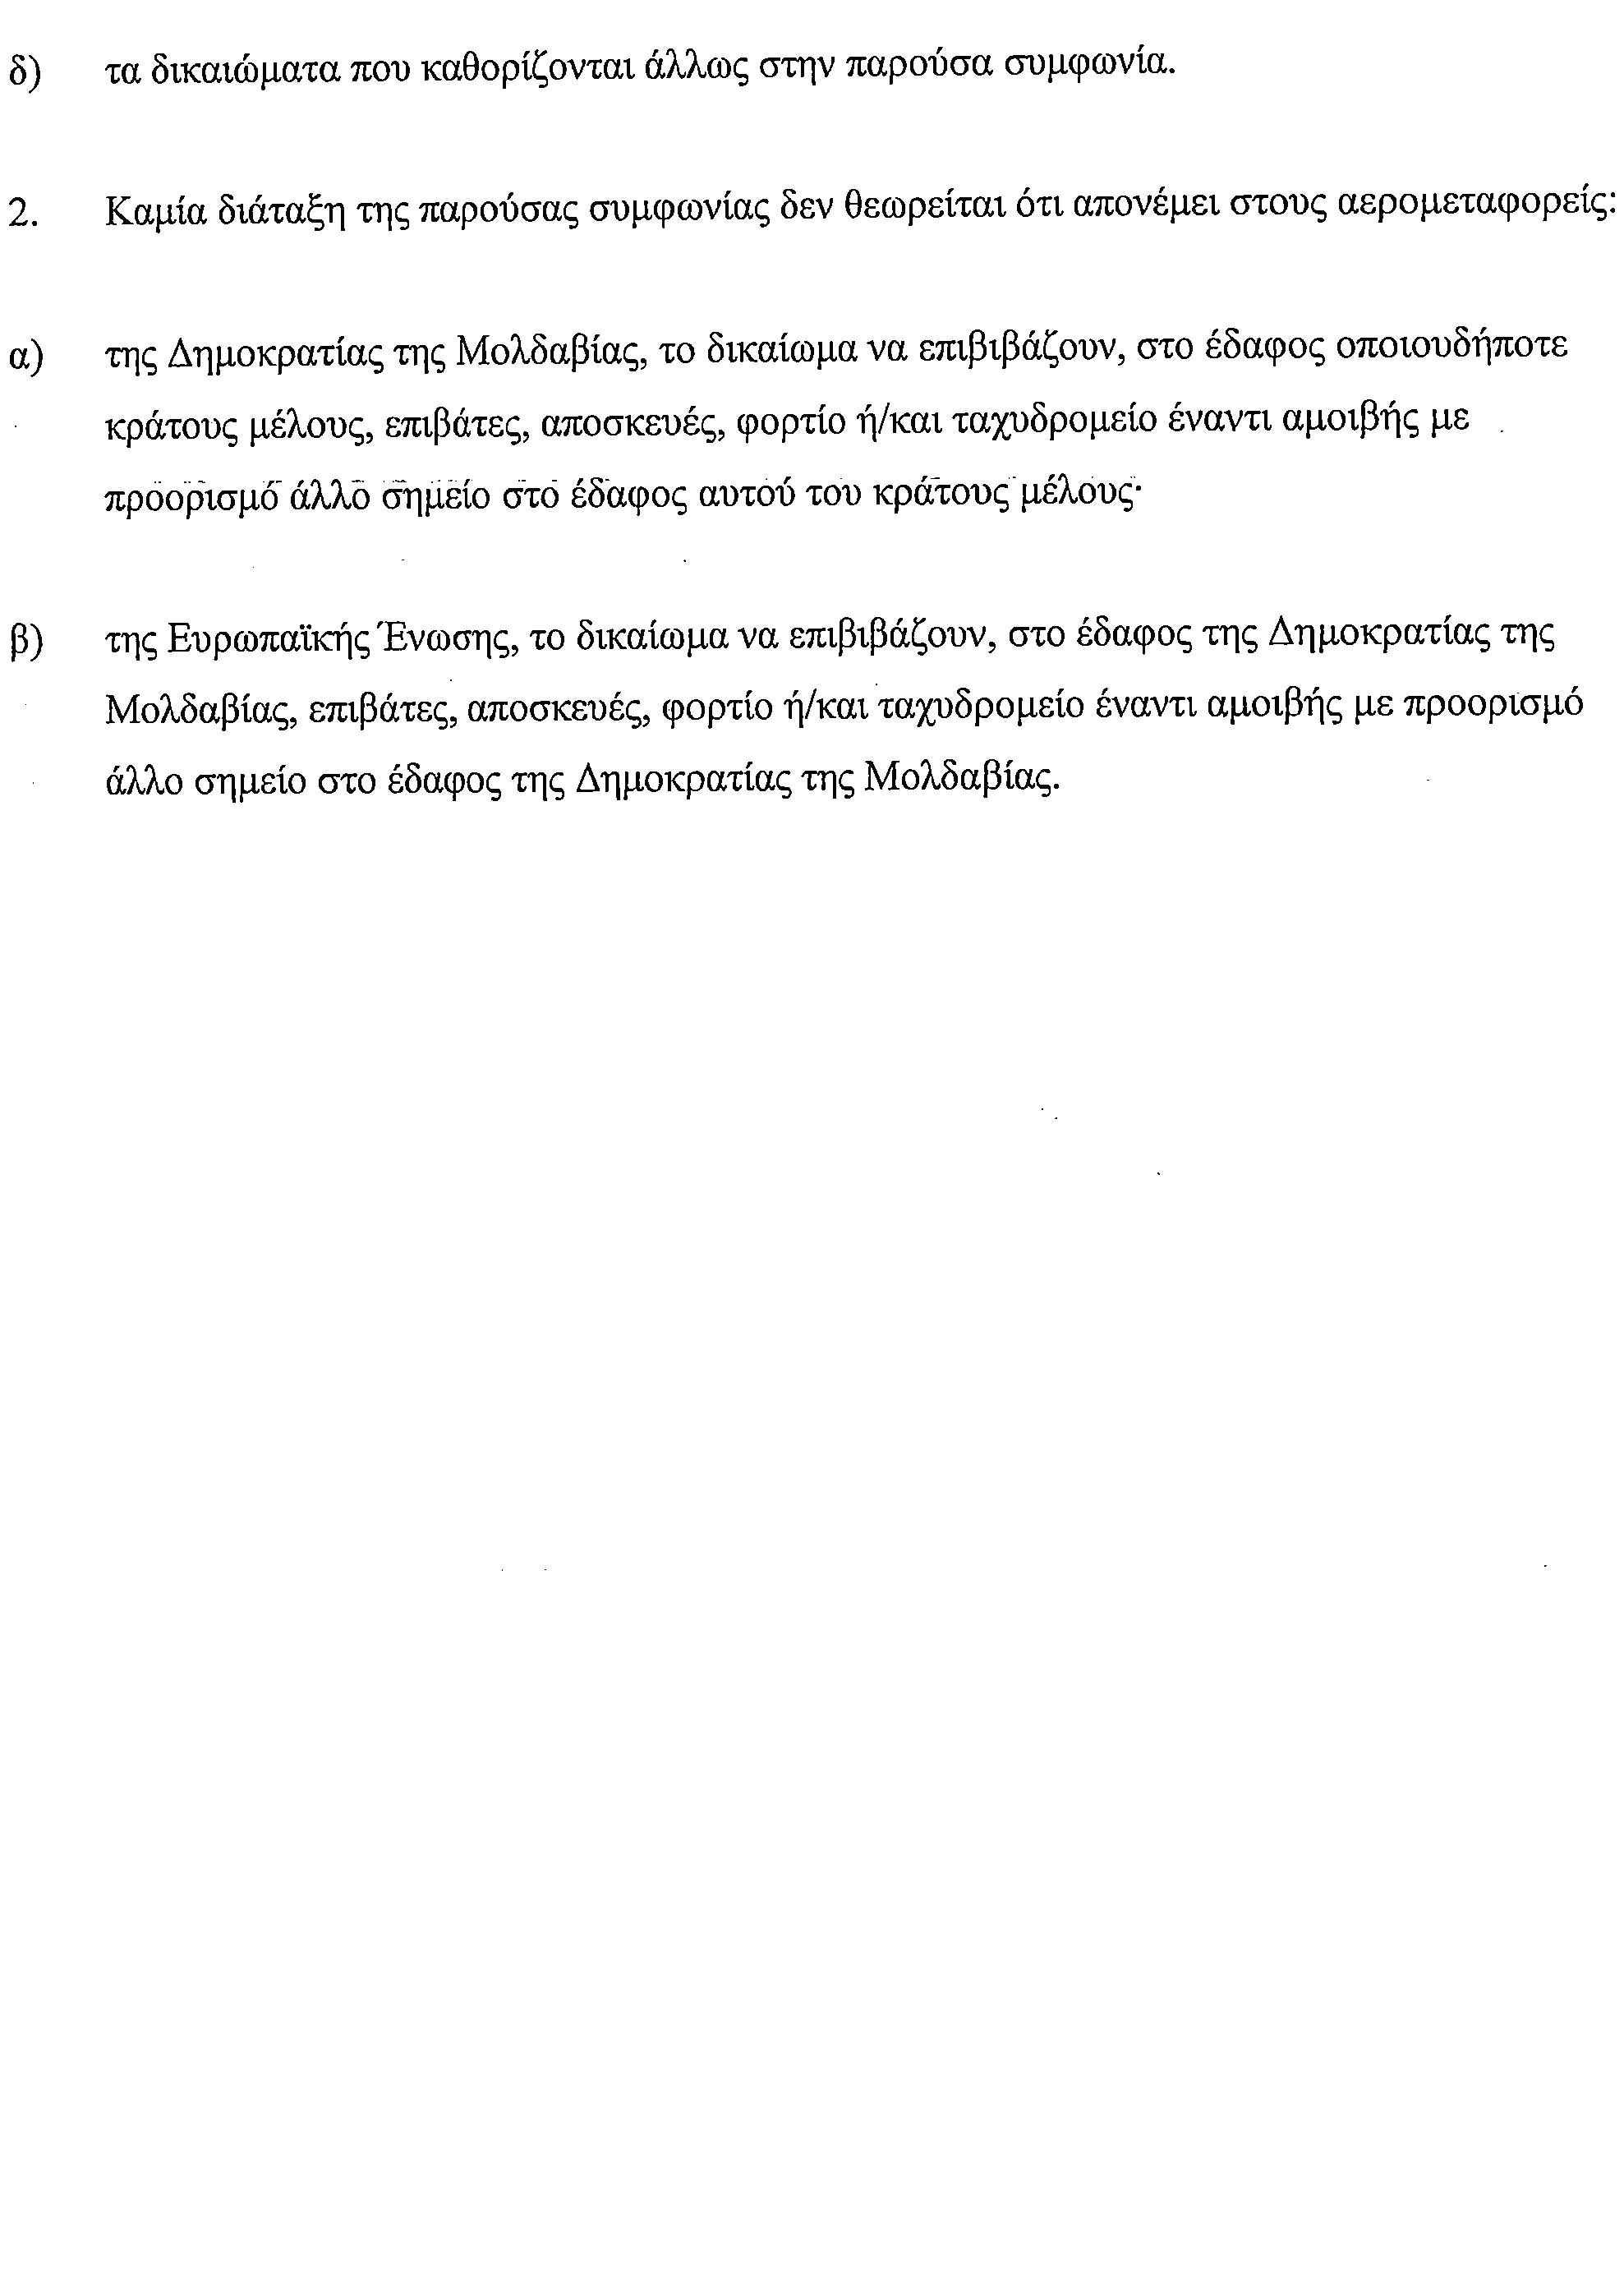 δ) τα δικαιώματα που καθορίζονται άλλως στην παρούσα συμφωνία.
2. Καμία διάταξη της παρούσας συμφωνίας δεν θεωρείται ότι απονέμει στους αερομεταφορείς:
α) της Δημοκρατίας της Μολδαβίας, το δικαίωμα να επιβιβάζουν, στο έδαφος οποιουδήποτε
κράτους μέλους, επιβάτες, αποσκευές, φορτίο ή/και ταχυδρομείο έναντι αμοιβής με
προορισμό άλλο σημείο στο έδαφος αυτού του κράτους μέλους·
β) της Ευρωπαϊκής Ένωσης, το δικαίωμα να επιβιβάζουν, στο έδαφος της Δημοκρατίας της
Μολδαβίας, επιβάτες, αποσκευές, φορτίο ή/και ταχυδρομείο έναντι αμοιβής με προορισμό
άλλο σημείο στο έδαφος της Δημοκρατίας της Μολδαβίας.